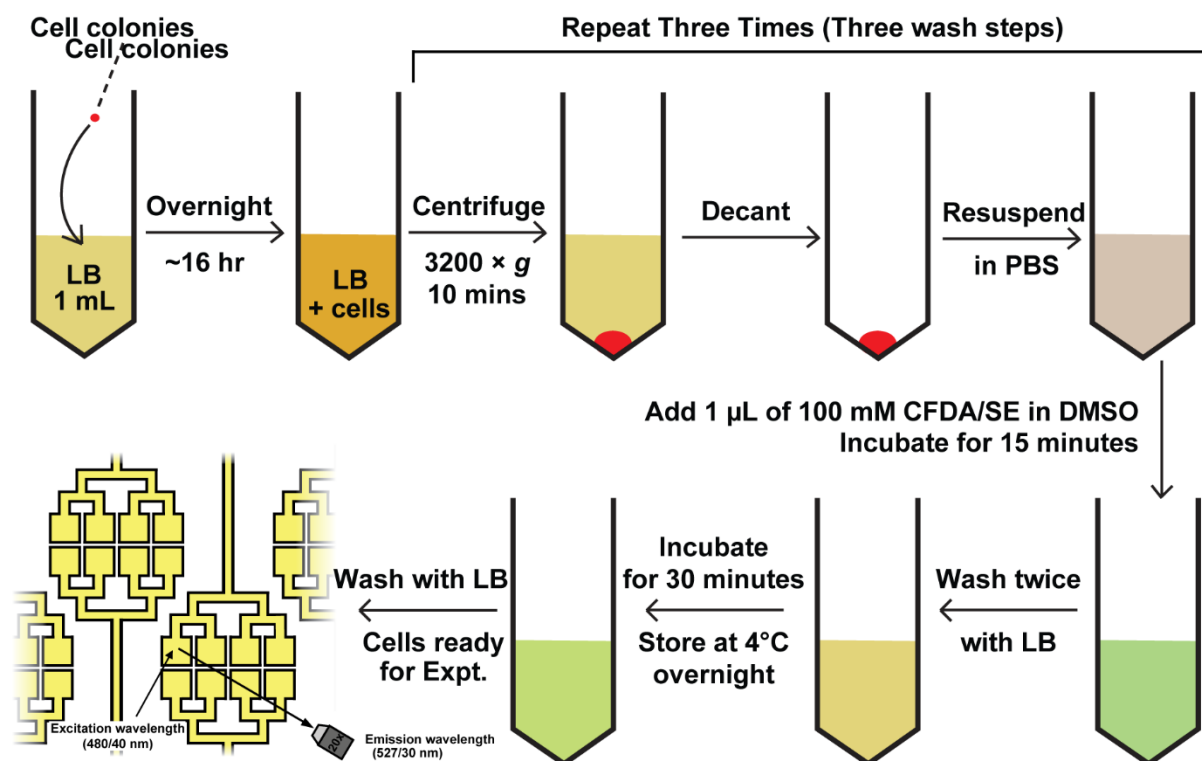 Cell colonies
Cell colonies
Repeat Three Times (Three wash steps)
LB
1 mL
Overnight
~16 hr
LB
+ cells
Centrifuge
3200 × g
10 mins
Decant
Resuspend
in PBS
Add 1 µL of 100 mM CFDA/SE in DMSO
Incubate for 15 minutes
Wash twice
with LB
Incubate
for 30 minutes
Store at 4°C
overnight
Wash with LB
Cells ready
for Expt.
Excitation wavelength
(480/40 nm)
20x
Emission wavelength
(527/30 nm)